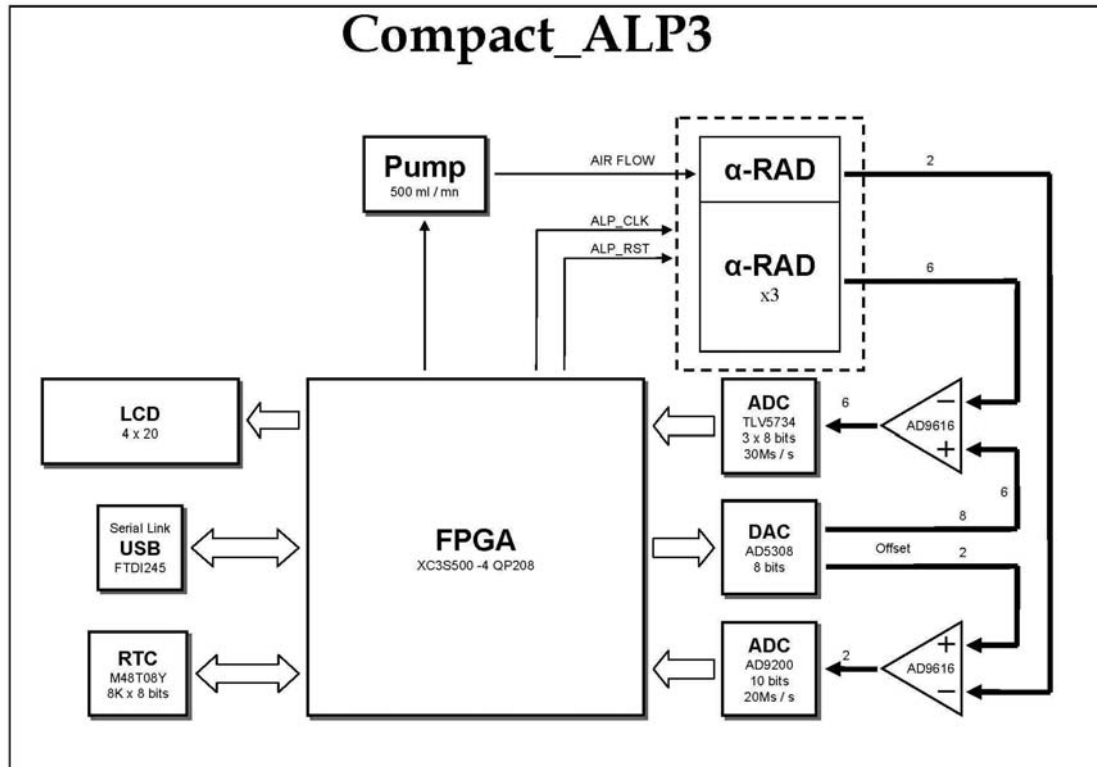 Compact_ALP3
Pump
500 ml / mn
AIR FLOW
α-RAD
2
ALP_CLK
ALP_RST
α-RAD
x3
6
LCD
4 x 20
ADC
TLV5734
3 x 8 bits
30Ms / s
6
−
AD9616
+
Serial Link
USB
FTDI245
FPGA
XC3S500 -4 QP208
DAC
AD5308
8 bits
8
6
Offset
2
RTC
M48T08Y
8K x 8 bits
ADC
AD9200
10 bits
20Ms / s
2
+
AD9616
−